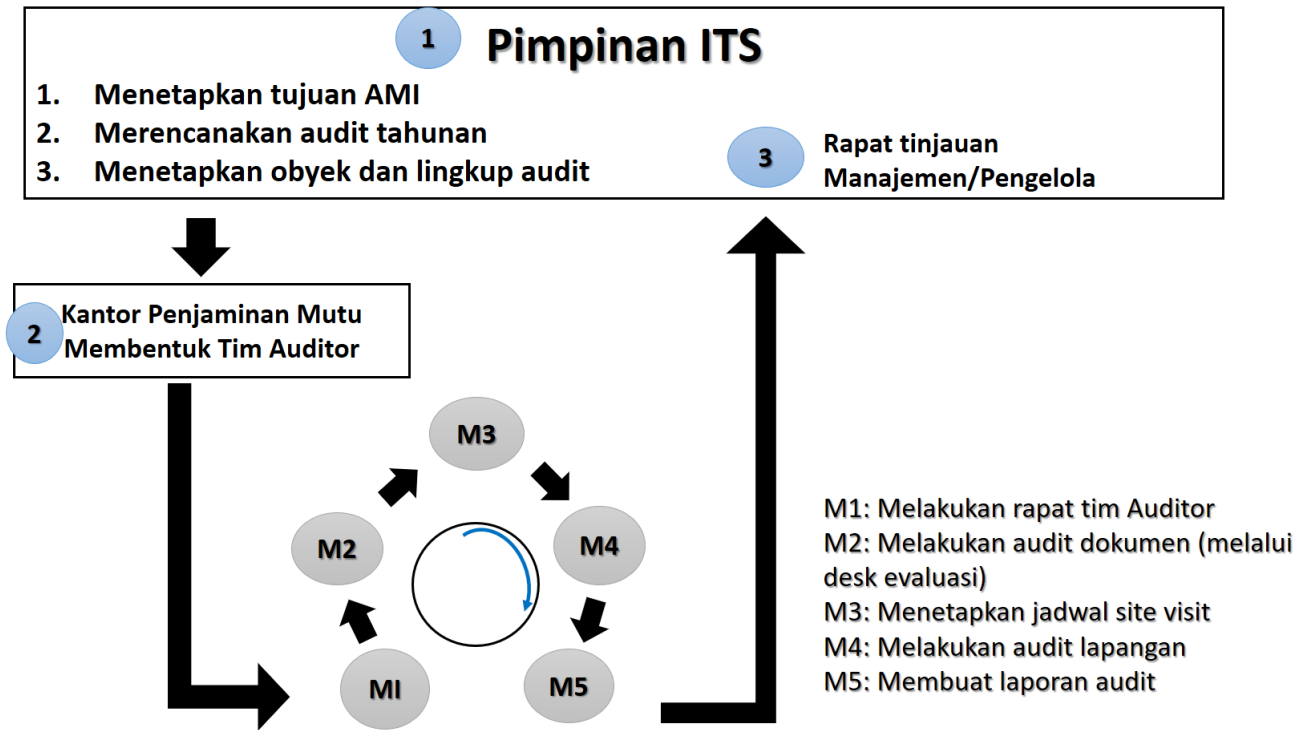 1 Pimpinan ITS
1. Menetapkan tujuan AMI
2. Merencanakan audit tahunan
3. Menetapkan obyek dan lingkup audit
3 Rapat tinjauan
Manajemen/Pengelola
2 Kantor Penjaminan Mutu
Membentuk Tim Auditor
M3
M2
M4
MI
M5
M1: Melakukan rapat tim Auditor
M2: Melakukan audit dokumen (melalui
desk evaluasi)
M3: Menetapkan jadwal site visit
M4: Melakukan audit lapangan
M5: Membuat laporan audit